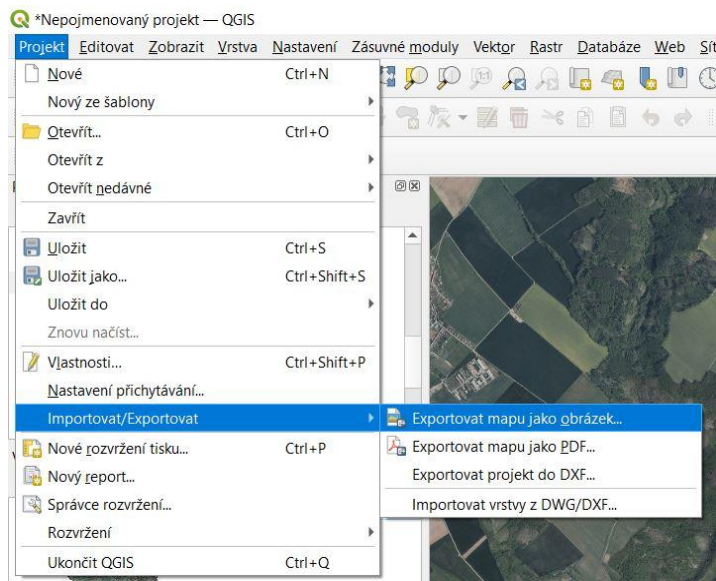 *Nepojmenovaný projekt — QGIS
Projekt Editovat Zobrazit Vrstva Nastavení Zásuvné moduly Vektor Rastr Databáze Web
Nové Ctrl+N
Nový ze šablony
Otevřít... Ctrl+O
Otevřít z
Otevřít nedávné
Zavřít
Uložit Ctrl+S
Uložit jako... Ctrl+Shift+S
Uložit do
Znovu načíst...
Vlastnosti... Ctrl+Shift+P
Nastavení přichytávání...
Importovat/Exportovat
Exportovat mapu jako obrázek...
Exportovat mapu jako PDF...
Exportovat projekt do DXF...
Importovat vrstvy z DWG/DXF...
Nové rozvržení tisku... Ctrl+P
Nový report...
Správce rozvržení...
Rozvržení
Ukončit QGIS Ctrl+Q